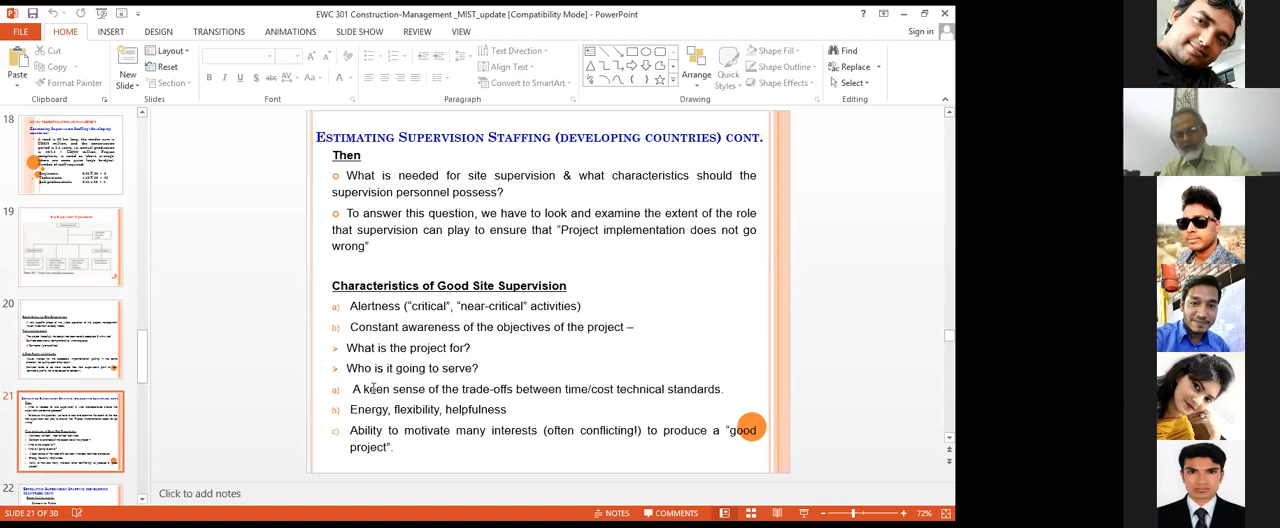 EWC 301 Construction-Management _MIST_update [Compatibility Mode] - PowerPoint
FILE HOME INSERT DESIGN TRANSITIONS ANIMATIONS SLIDE SHOW REVIEW VIEW Sign in
Paste
Cut
Copy
Format Painter
Clipboard
New
Slide
Layout
Reset
Section
Slides
Font
Paragraph
Text Direction
Align Text
Convert to SmartArt
Arrange
Quick
Styles
Shape Fill
Shape Outline
Shape Effects
Drawing
Find
Replace
Select
Editing
18
19
20
21
22
ESTIMATING SUPERVISION STAFFING (DEVELOPING COUNTRIES) CONT.
Then
What is needed for site supervision & what characteristics should the
supervision personnel possess?
To answer this question, we have to look and examine the extent of the role
that supervision can play to ensure that “Project implementation does not go
wrong”
Characteristics of Good Site Supervision
a) Alertness (“critical”, “near-critical” activities)
b) Constant awareness of the objectives of the project –
What is the project for?
Who is it going to serve?
a) A keen sense of the trade-offs between time/cost technical standards.
b) Energy, flexibility, helpfulness
c) Ability to motivate many interests (often conflicting!) to produce a “good
project”.
Click to add notes
SLIDE 21 OF 30 NOTES COMMENTS 72%